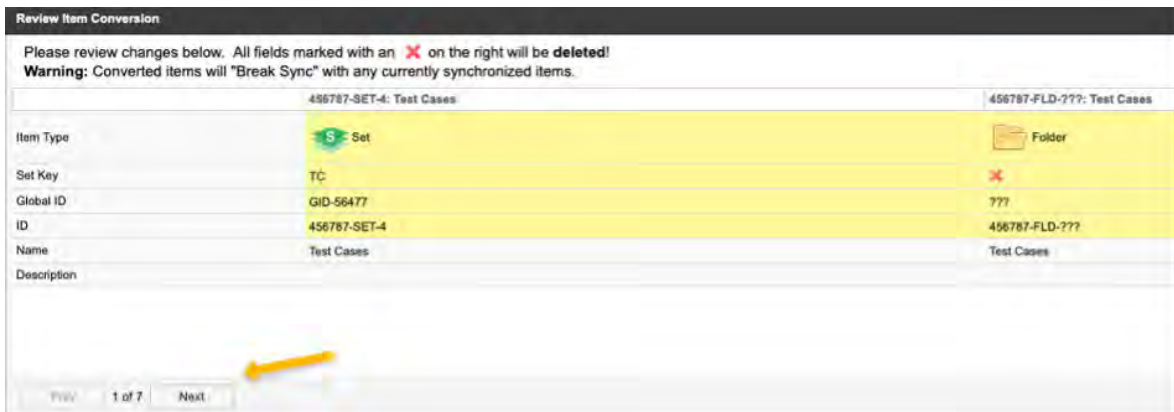 Review Item Conversion
Please review changes below. All fields marked with an ✕ on the right will be deleted!
Warning: Converted items will "Break Sync" with any currently synchronized items.
456787-SET-4: Test Cases 456787-FLD-???: Test Cases
Item Type S Set Folder
Set Key TC ✕
Global ID GID-56477 ???
ID 456787-SET-4 456787-FLD-???
Name Test Cases Test Cases
Description
Prev 1 of 7 Next